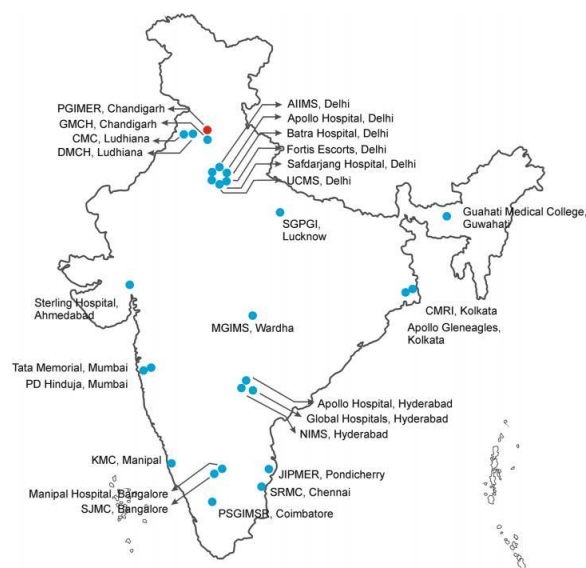 PGIMER, Chandigarh
GMCH, Chandigarh
CMC, Ludhiana
DMCH, Ludhiana
AIIMS, Delhi
Apollo Hospital, Delhi
Batra Hospital, Delhi
Fortis Escorts, Delhi
Safdarjang Hospital, Delhi
UCMS, Delhi
SGPGI,
Lucknow
Guahati Medical College,
Guwahati
Sterling Hospital,
Ahmedabad
CMRI, Kolkata
Apollo Gleneagles,
Kolkata
MGIMS, Wardha
Tata Memorial, Mumbai
PD Hinduja, Mumbai
Apollo Hospital, Hyderabad
Global Hospitals, Hyderabad
NIMS, Hyderabad
KMC, Manipal
JIPMER, Pondicherry
SRMC, Chennai
Manipal Hospital, Bangalore
SJMC, Bangalore
PSGIMSR, Coimbatore